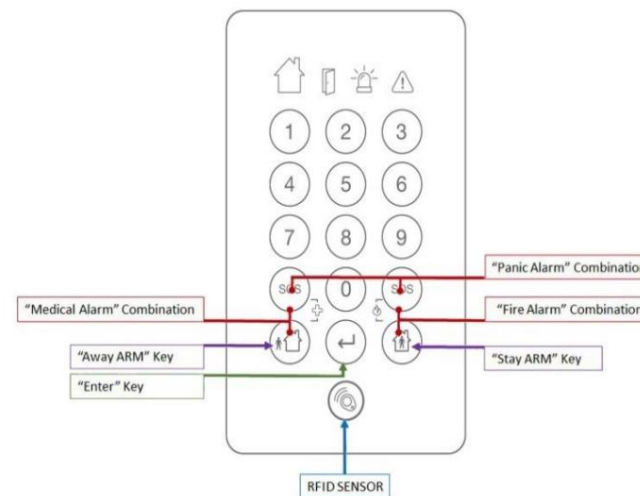 1 2 3
4 5 6
7 8 9
"Panic Alarm" Combination
SOS 0 SOS
"Medical Alarm" Combination
"Fire Alarm" Combination
"Away ARM" Key
"Stay ARM" Key
"Enter" Key
RFID SENSOR